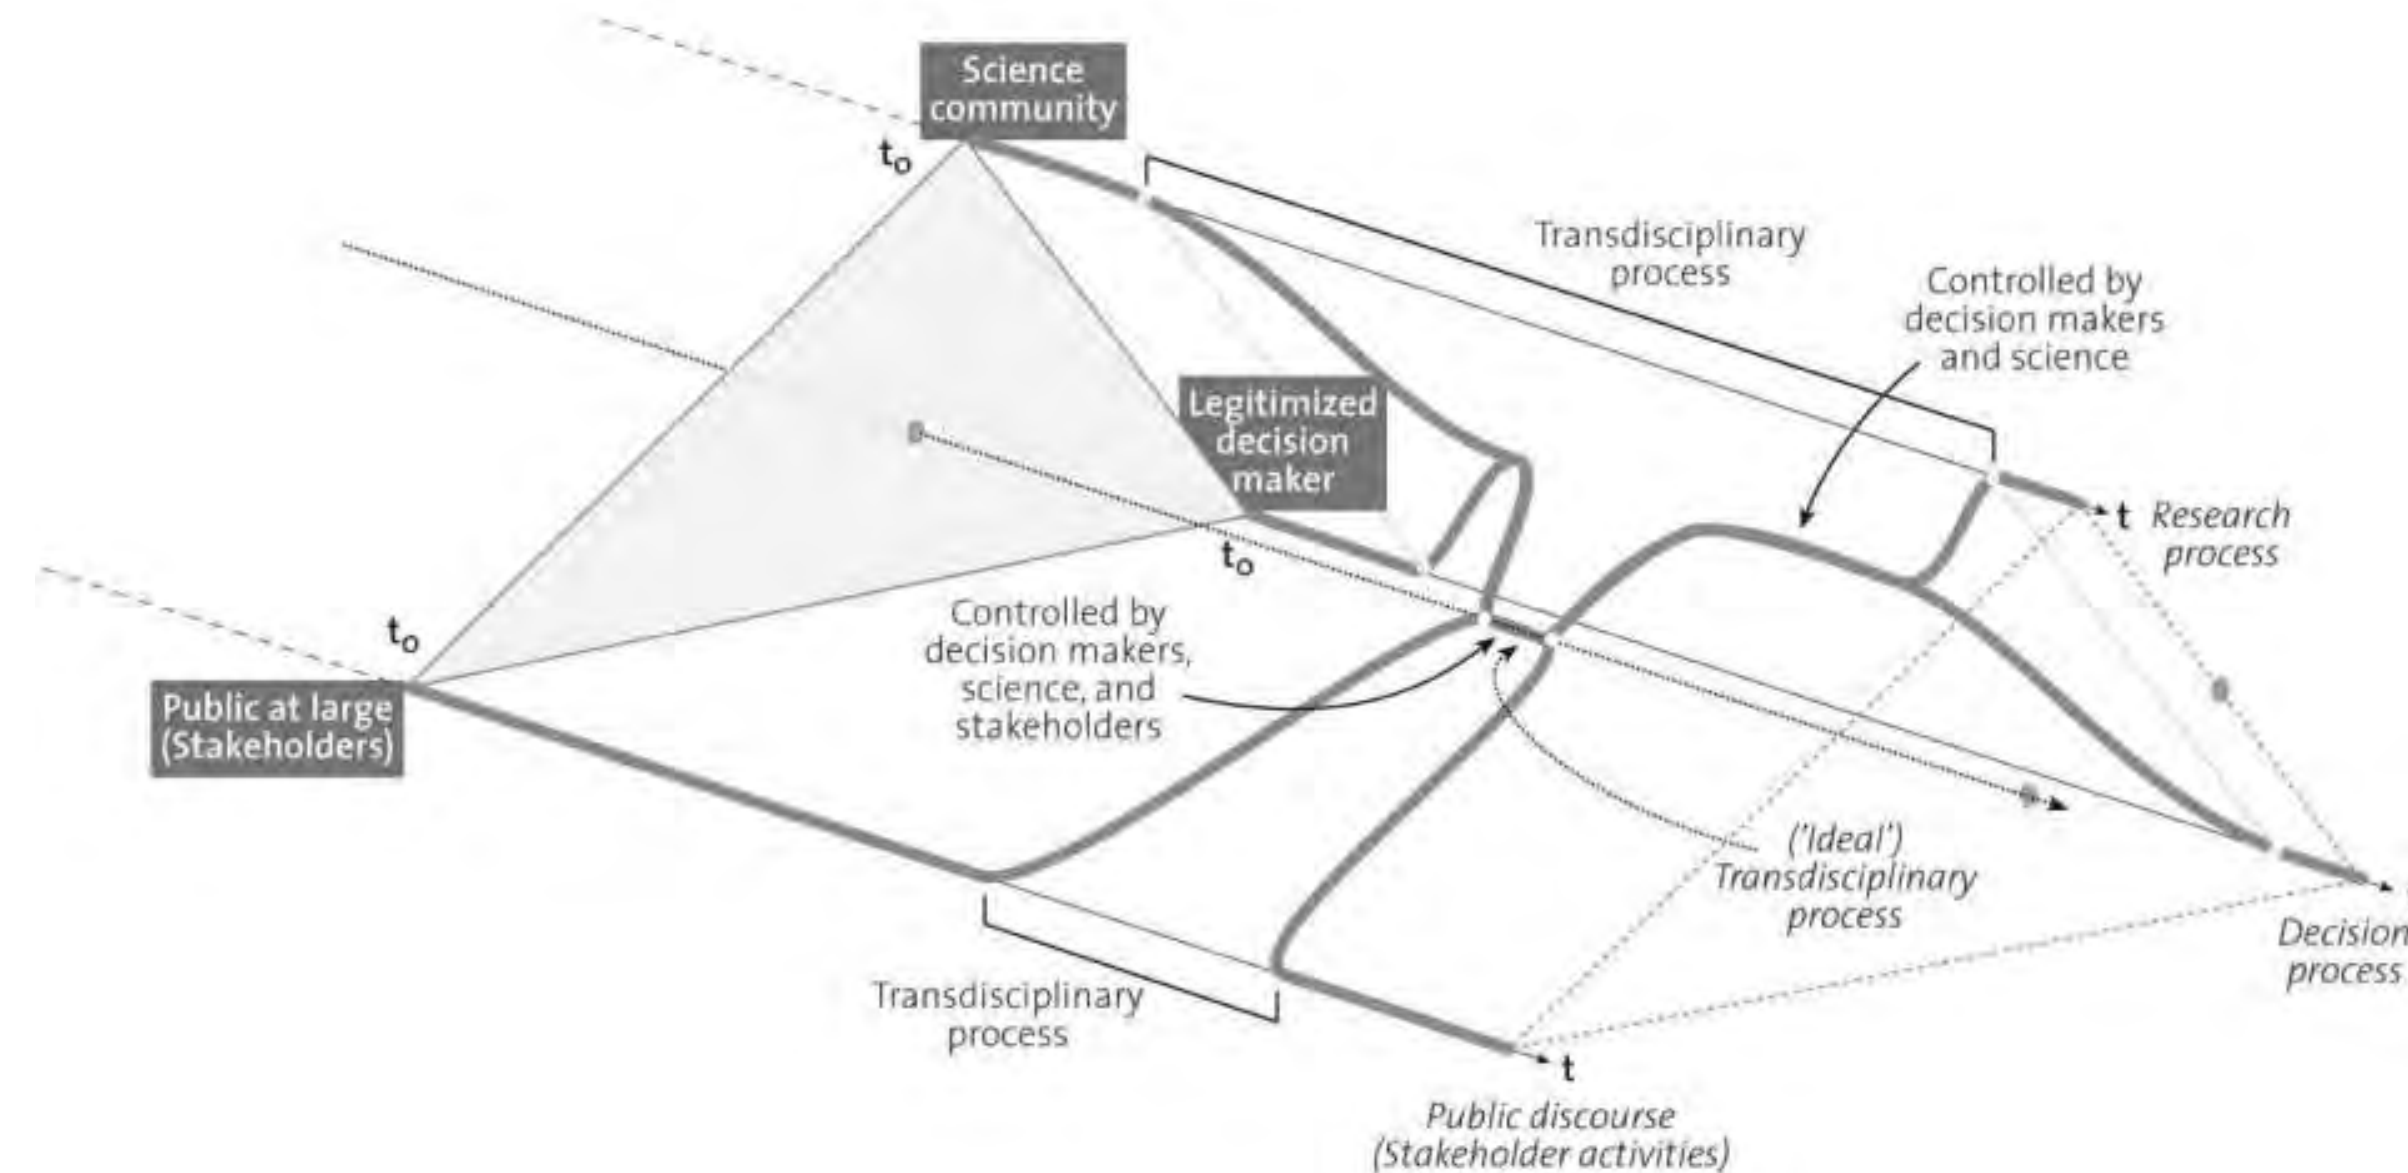 Science
community
t₀
Transdisciplinary
process
Controlled by
decision makers
and science
Legitimized
decision
maker
t Research
process
t₀
Controlled by
decision makers,
science, and
stakeholders
t₀
Public at large
(Stakeholders)
('Ideal')
Transdisciplinary
process
Decision
process
Transdisciplinary
process
t
Public discourse
(Stakeholder activities)